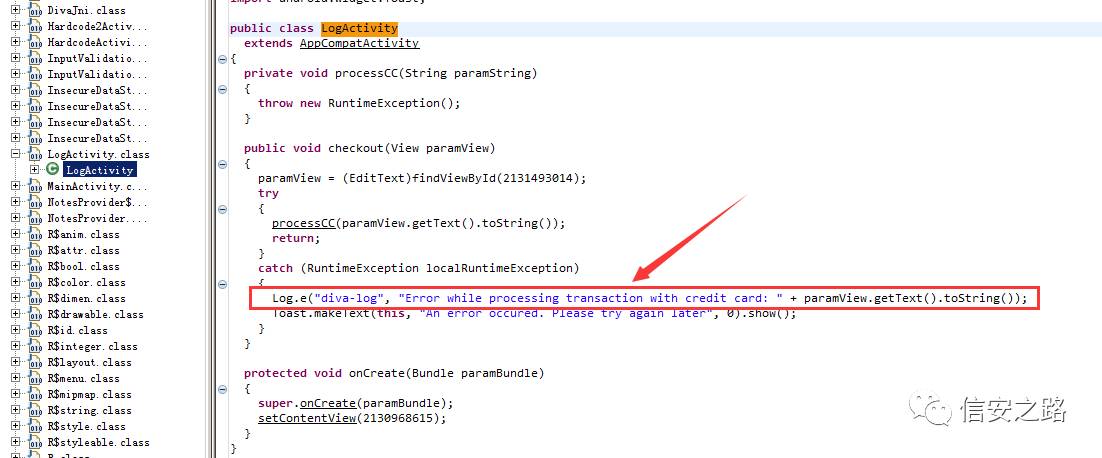 DivaJni.class
Hardcode2Activ...
HardcodeActivi...
InputValidatio...
InputValidatio...
InsecureDataSt...
InsecureDataSt...
InsecureDataSt...
InsecureDataSt...
LogActivity.class
LogActivity
MainActivity.c...
NotesProvider$...
NotesProvider....
R$anim.class
R$attr.class
R$bool.class
R$color.class
R$dimen.class
R$drawable.class
R$id.class
R$integer.class
R$layout.class
R$menu.class
R$mipmap.class
R$string.class
R$style.class
R$styleable.class
public class LogActivity
extends AppCompatActivity
{
private void processCC(String paramString)
{
throw new RuntimeException();
}
public void checkout(View paramView)
{
paramView = (EditText)findViewById(2131493014);
try
{
processCC(paramView.getText().toString());
return;
}
catch (RuntimeException localRuntimeException)
{
Log.e("diva-log", "Error while processing transaction with credit card: " + paramView.getText().toString());
Toast.makeText(this, "An error occured. Please try again later", 0).show();
}
}
protected void onCreate(Bundle paramBundle)
{
super.onCreate(paramBundle);
setContentView(2130968615);
}
}
信安之路